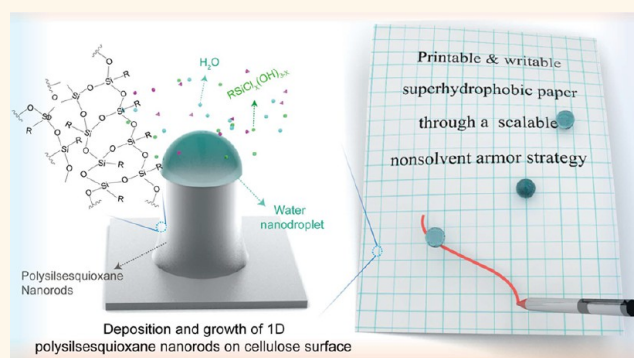 H₂O
RSiClₓ(OH)₃₋ₓ
R
Si
O
Water
nanodroplet
Polysilsesquioxane
Nanorods
Deposition and growth of 1D
polysilsesquioxane nanorods on cellulose surface
Printable & writable
superhydrophobic paper
through a scalable
nonsolvent armor strategy